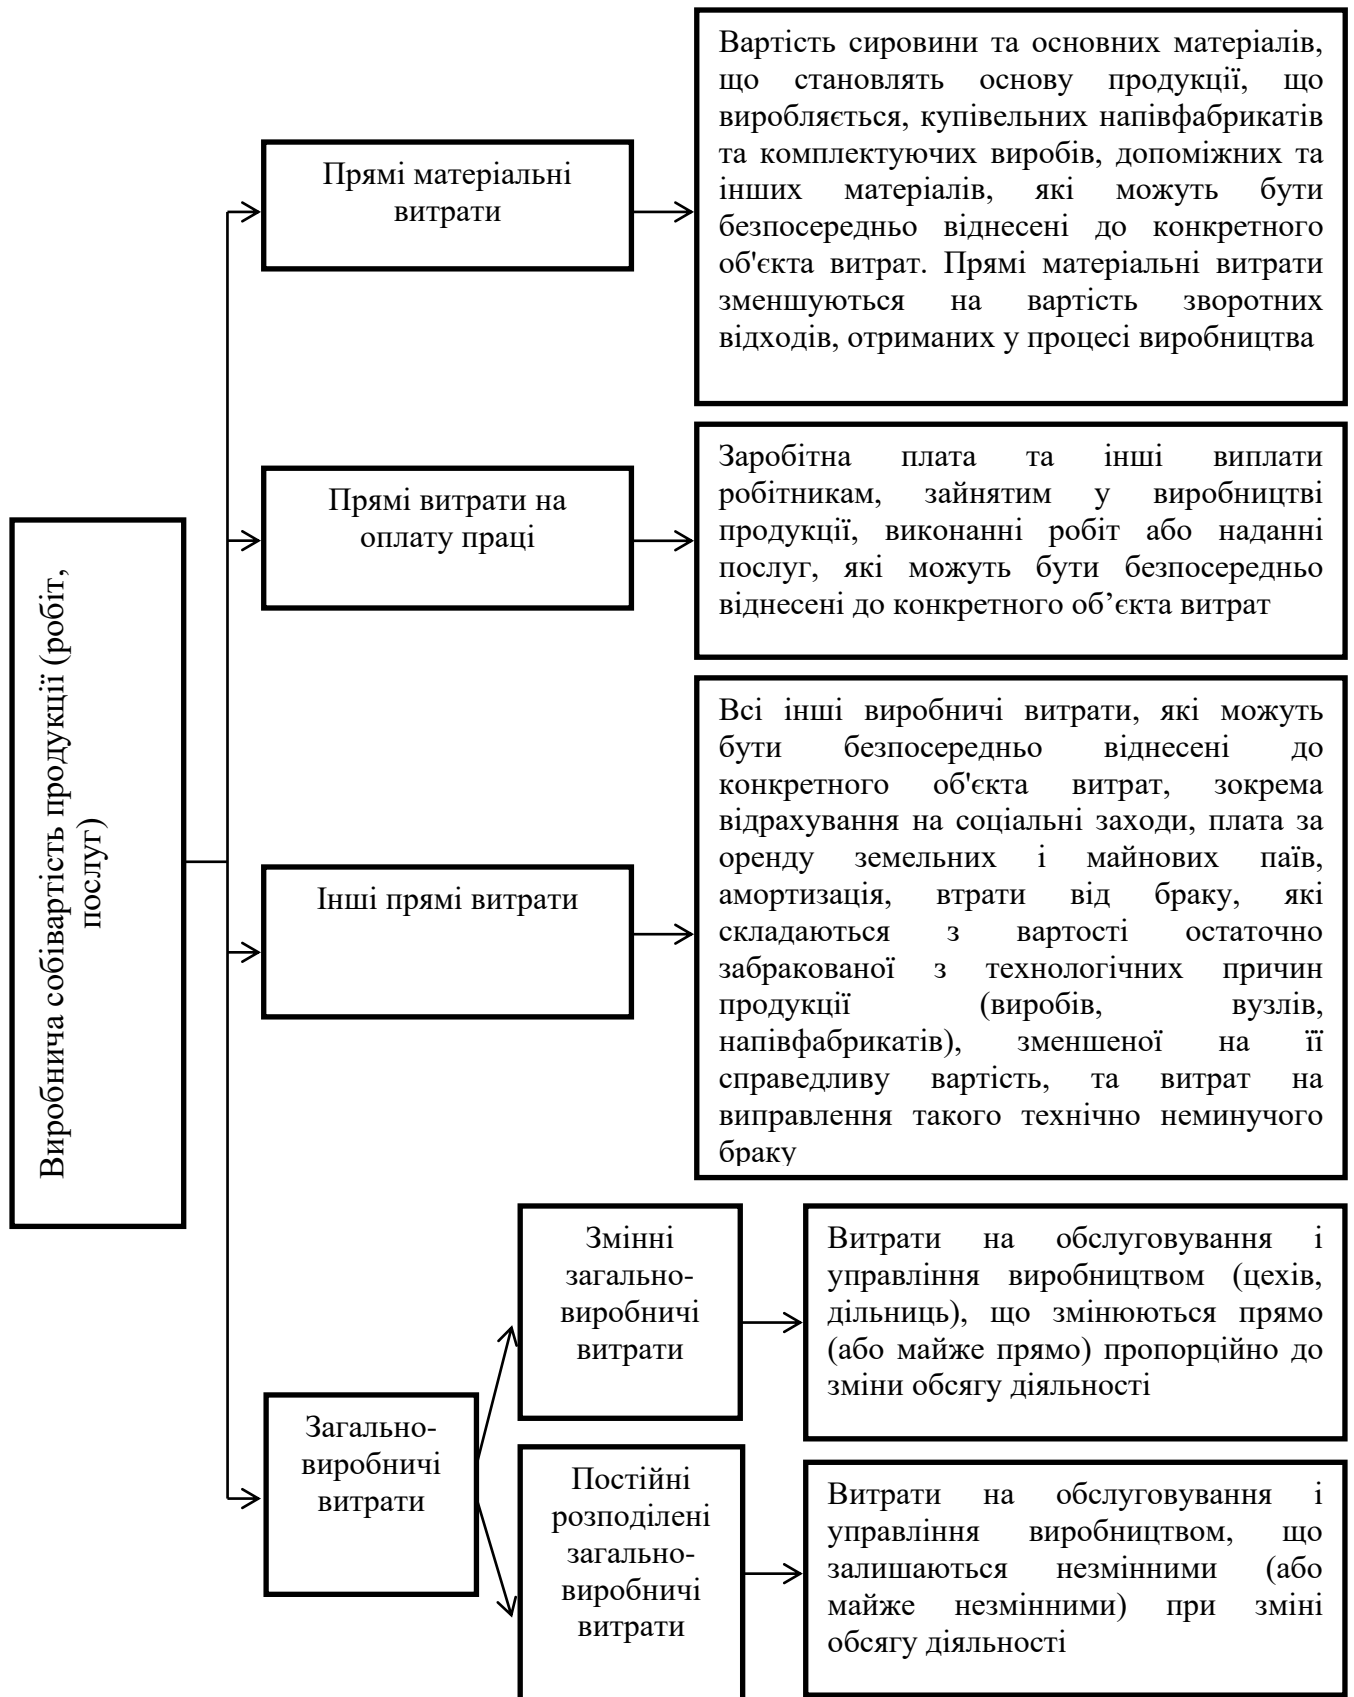 Виробнича собівартість продукції (робіт,
послуг)
Прямі матеріальні
витрати
Вартість сировини та основних матеріалів,
що становлять основу продукції, що
виробляється, купівельних напівфабрикатів
та комплектуючих виробів, допоміжних та
інших матеріалів, які можуть бути
безпосередньо віднесені до конкретного
об'єкта витрат. Прямі матеріальні витрати
зменшуються на вартість зворотних
відходів, отриманих у процесі виробництва
Прямі витрати на
оплату праці
Заробітна плата та інші виплати
робітникам, зайнятим у виробництві
продукції, виконанні робіт або наданні
послуг, які можуть бути безпосередньо
віднесені до конкретного об’єкта витрат
Інші прямі витрати
Всі інші виробничі витрати, які можуть
бути безпосередньо віднесені до
конкретного об'єкта витрат, зокрема
відрахування на соціальні заходи, плата за
оренду земельних і майнових паїв,
амортизація, втрати від браку, які
складаються з вартості остаточно
забракованої з технологічних причин
продукції (виробів, вузлів,
напівфабрикатів), зменшеної на її
справедливу вартість, та витрат на
виправлення такого технічно неминучого
браку
Загально-
виробничі
витрати
Змінні
загально-
виробничі
витрати
Витрати на обслуговування і
управління виробництвом (цехів,
дільниць), що змінюються прямо
(або майже прямо) пропорційно до
зміни обсягу діяльності
Постійні
розподілені
загально-
виробничі
витрати
Витрати на обслуговування і
управління виробництвом, що
залишаються незмінними (або
майже незмінними) при зміні
обсягу діяльності